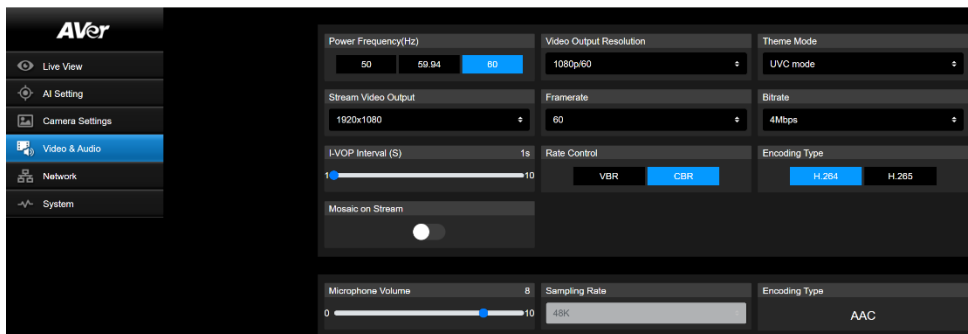 AVer
Live View
AI Setting
Camera Settings
Video & Audio
Network
System
Power Frequency(Hz)
50 59.94 60
Video Output Resolution
1080p/60
Theme Mode
UVC mode
Stream Video Output
1920x1080
Framerate
60
Bitrate
4Mbps
I-VOP Interval (S) 1s
1 10
Rate Control
VBR CBR
Encoding Type
H.264 H.265
Mosaic on Stream
Microphone Volume 8
0 10
Sampling Rate
48K
Encoding Type
AAC